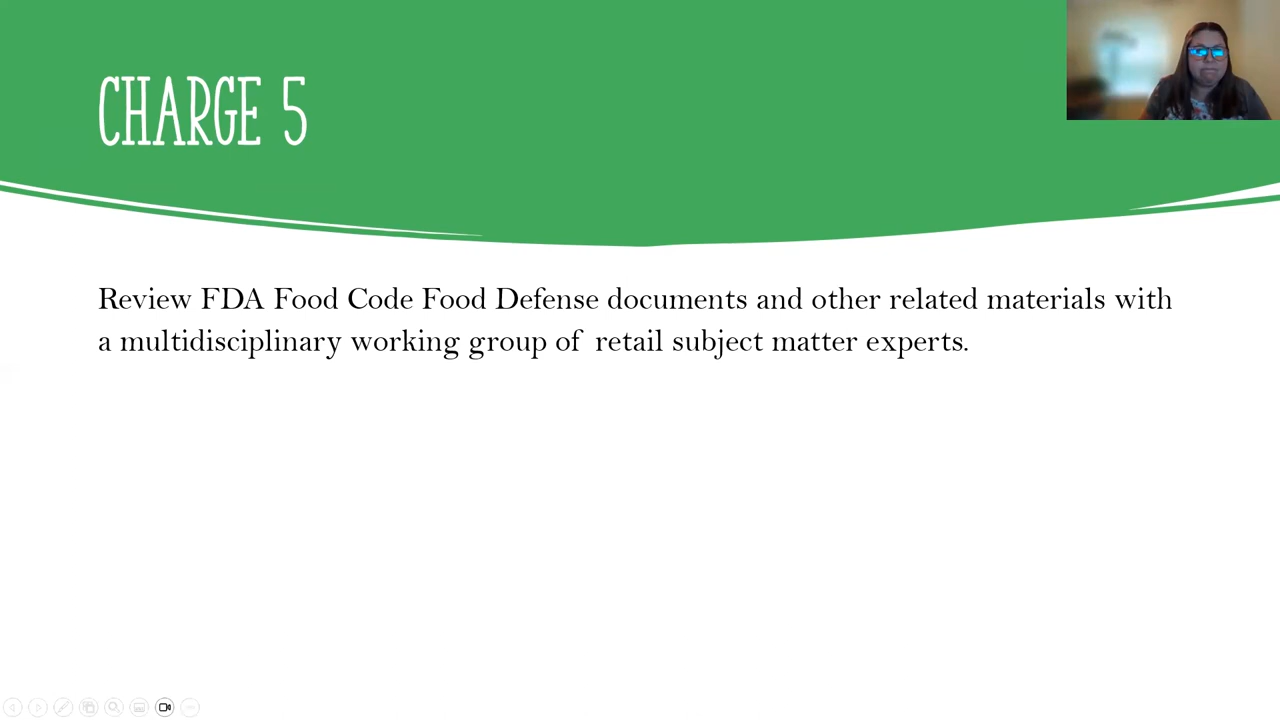 CHARGE 5
Review FDA Food Code Food Defense documents and other related materials with
a multidisciplinary working group of retail subject matter experts.